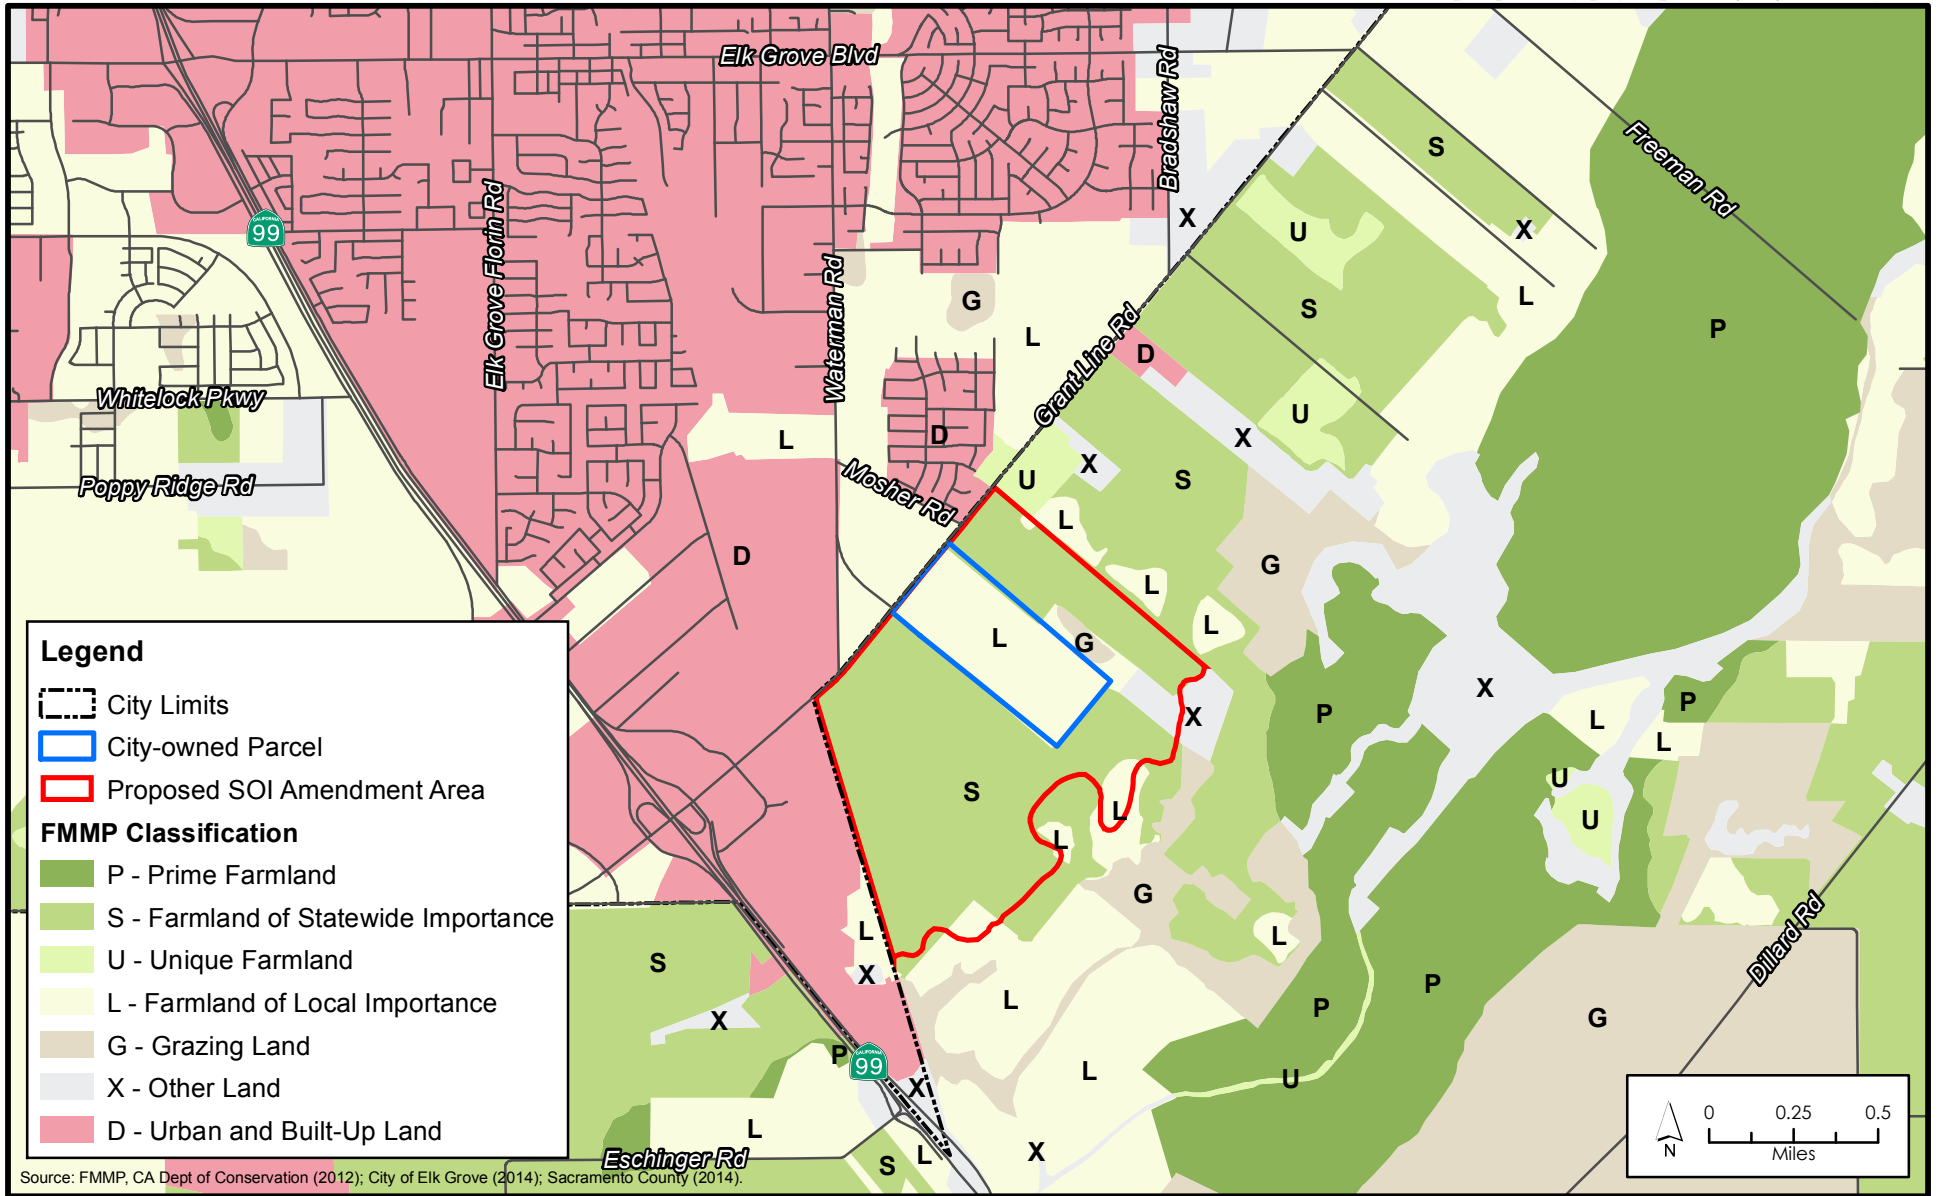 Elk Grove Blvd
Bradshaw Rd
Freeman Rd
S
X
U
X
CALIFORNIA
99
Elk Grove Florin Rd
Waterman Rd
G
L
S
L
P
Grant Line Rd
D
Whitelock Pkwy
L
D
U
X
Poppy Ridge Rd
Mosher Rd
U
X
S
L
D
G
L
L
L
G
P
X
P
L
L
X
S
U
U
L
L
G
L
L
X
S
X
P
CALIFORNIA
99
X
L
L
P
P
U
G
Dillard Rd
L
Eschinger Rd
S
L
X
Legend
City Limits
City-owned Parcel
Proposed SOI Amendment Area
FMMP Classification
P - Prime Farmland
S - Farmland of Statewide Importance
U - Unique Farmland
L - Farmland of Local Importance
G - Grazing Land
X - Other Land
D - Urban and Built-Up Land
Source: FMMP, CA Dept of Conservation (2012); City of Elk Grove (2014); Sacramento County (2014).
N
0 0.25 0.5
Miles